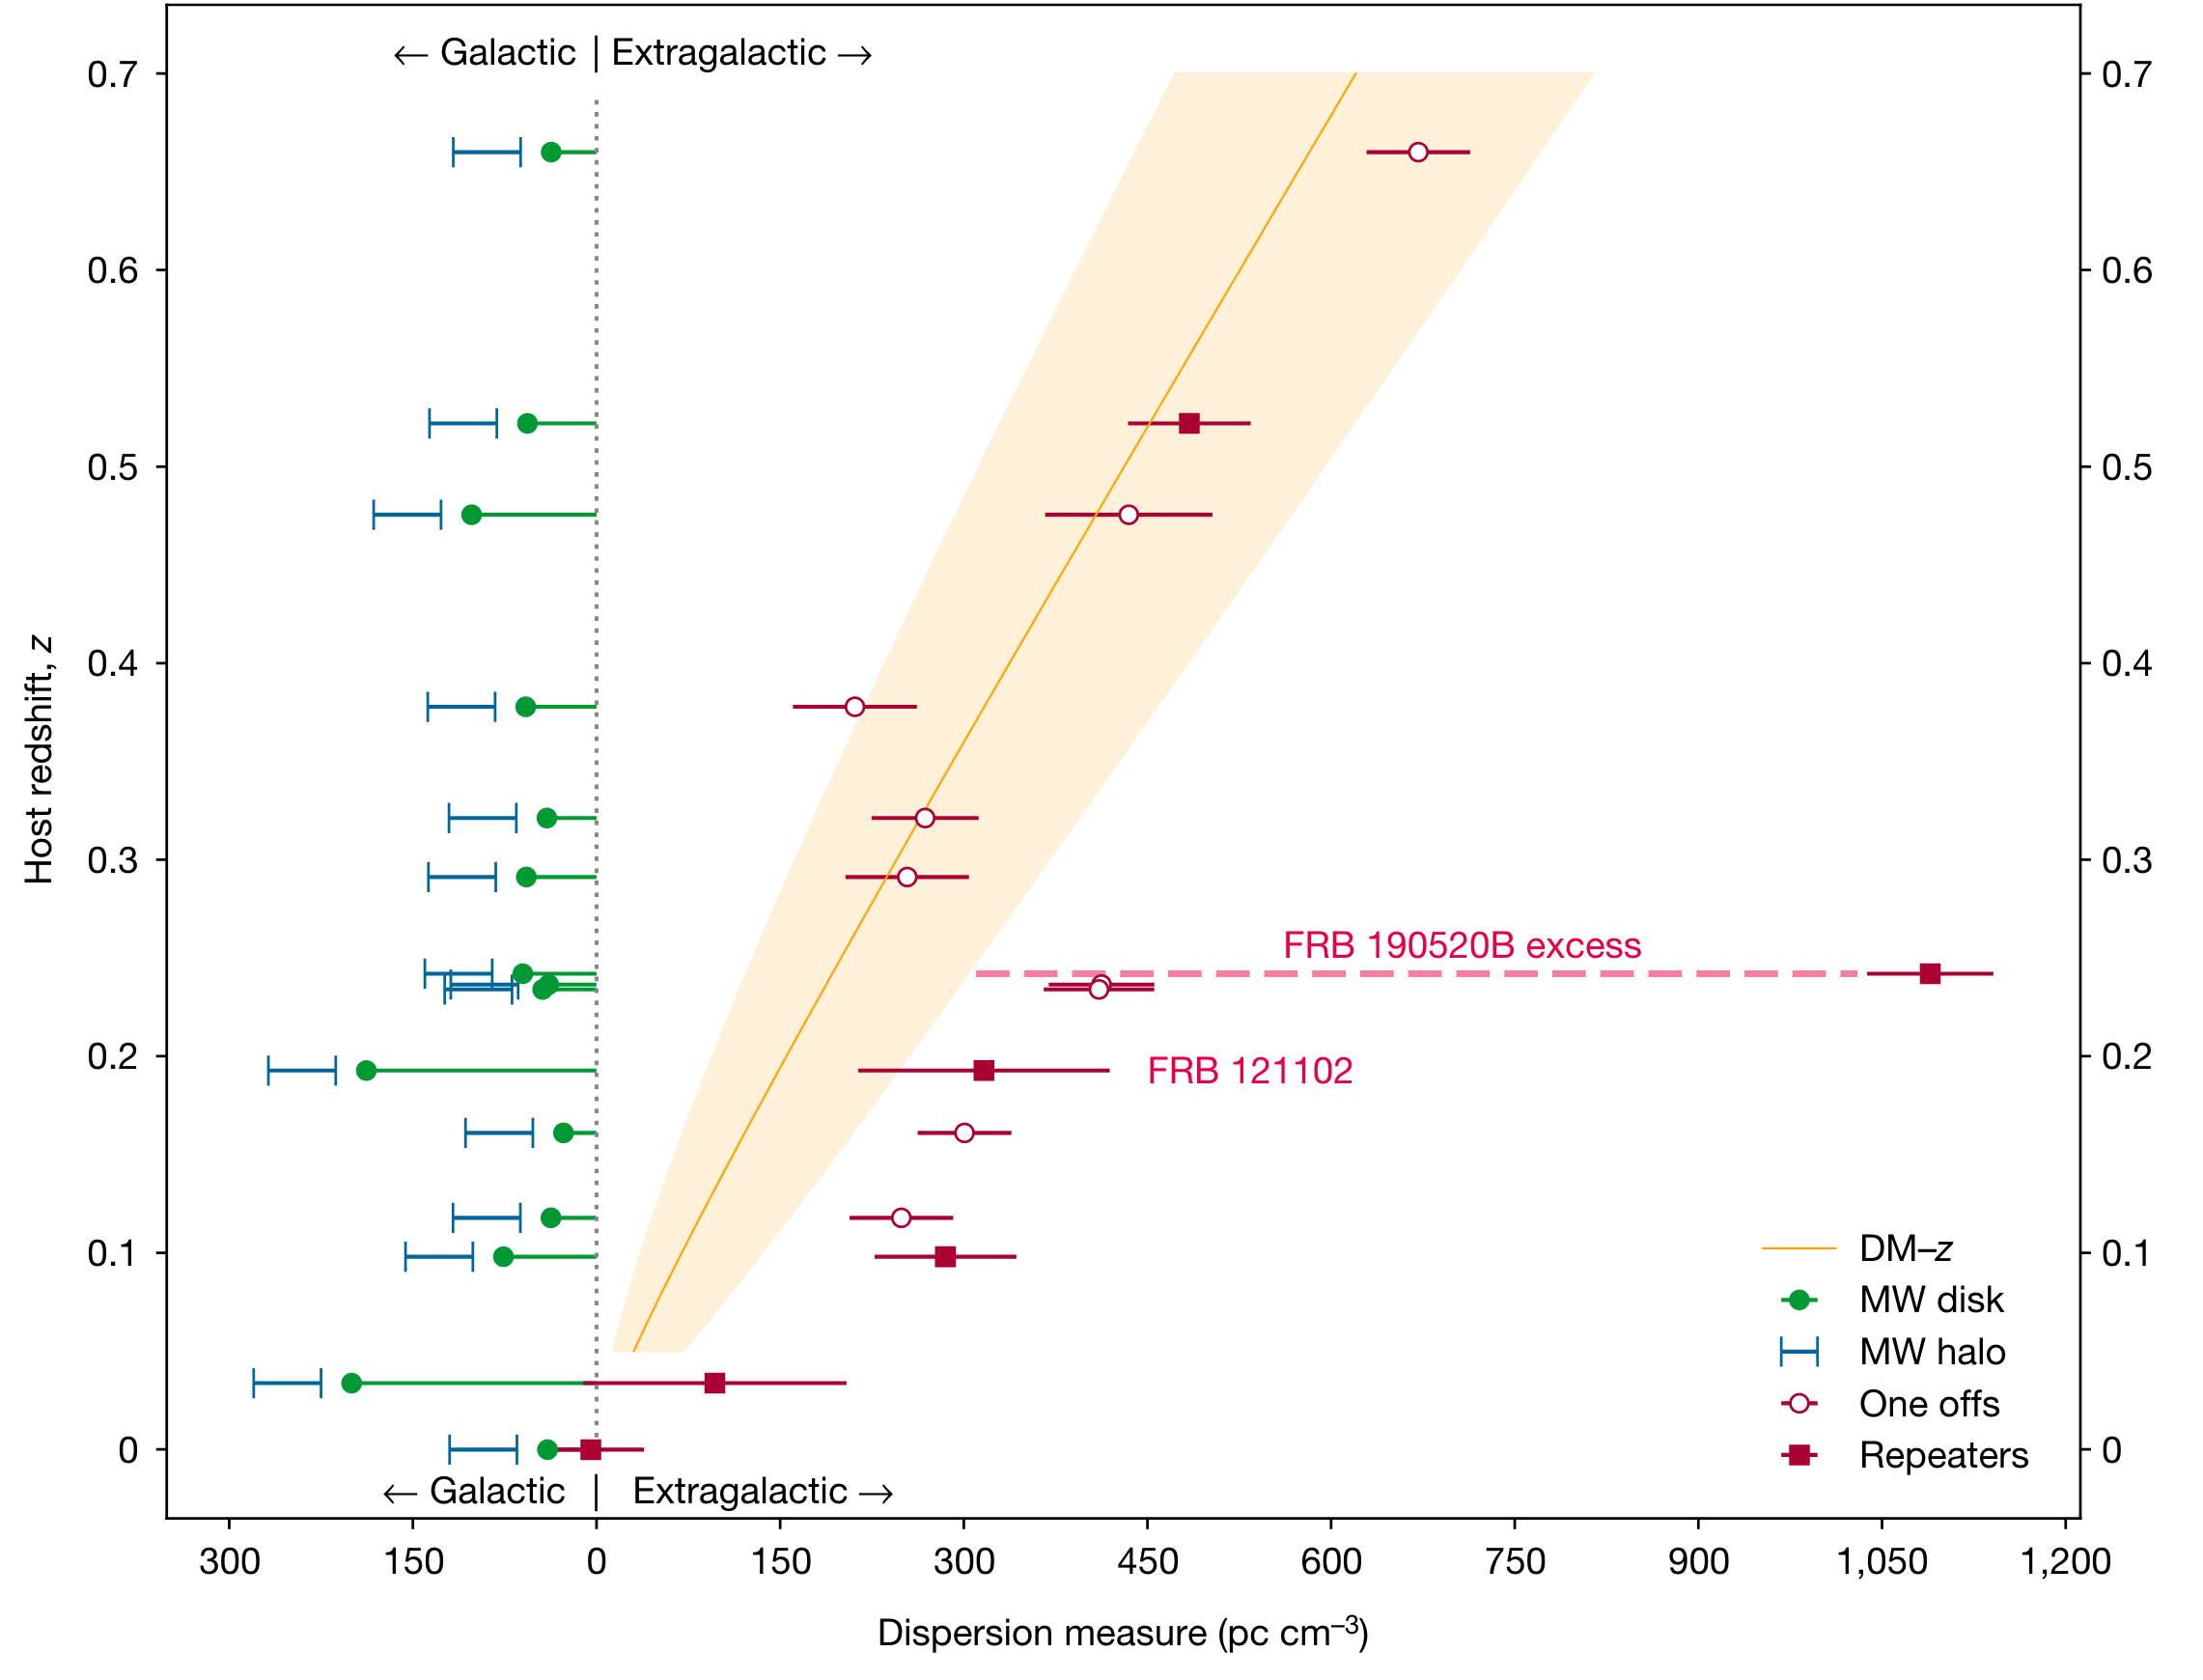 ← Galactic | Extragalactic →
0.7
0.6
0.5
0.4
0.3
0.2
0.1
0
Host redshift, z
0.7
0.6
0.5
0.4
0.3
0.2
0.1
0
FRB 190520B excess
FRB 121102
DM–z
MW disk
MW halo
One offs
Repeaters
← Galactic | Extragalactic →
300 150 0 150 300 450 600 750 900 1,050 1,200
Dispersion measure (pc cm⁻³)